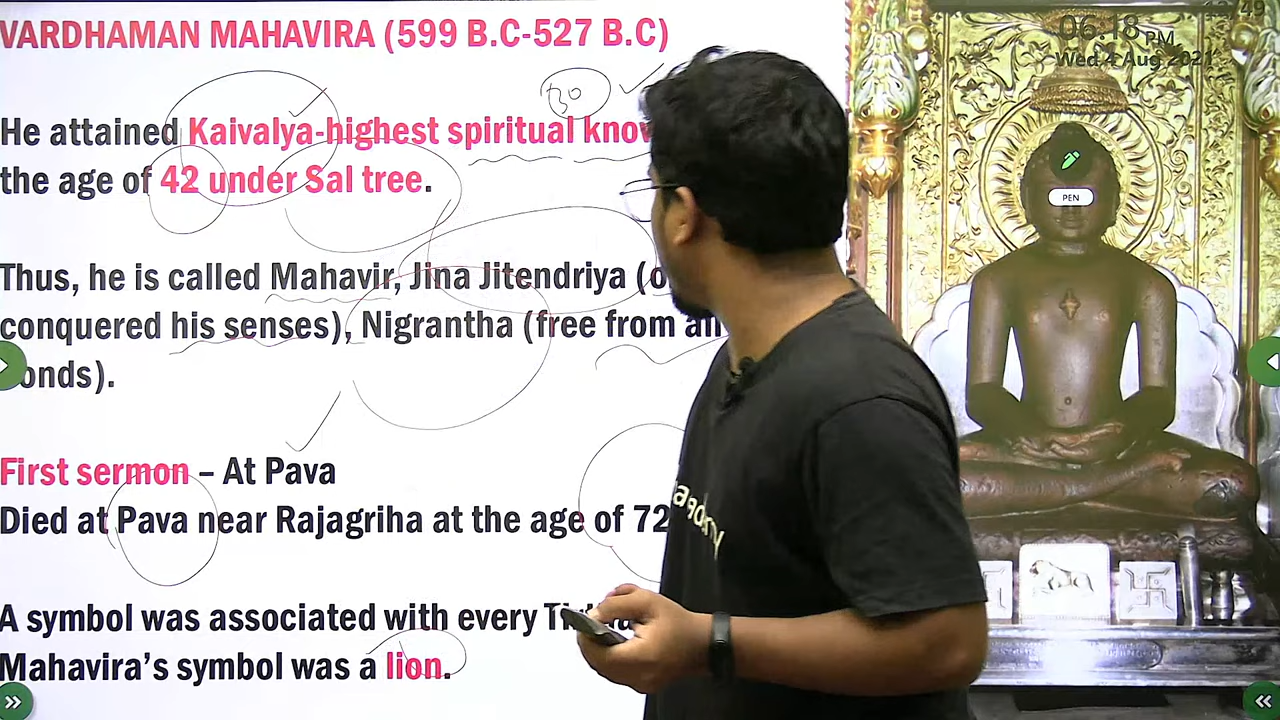 VARDHAMAN MAHAVIRA (599 B.C-527 B.C)
30
He attained Kaivalya-highest spiritual know
the age of 42 under Sal tree.
Thus, he is called Mahavir, Jina Jitendriya (o
conquered his senses), Nigrantha (free from all
onds).
First sermon – At Pava
Died at Pava near Rajagriha at the age of 72
A symbol was associated with every
Mahavira's symbol was a lion.
06:18 PM
Wed 4 Aug 2021
PEN